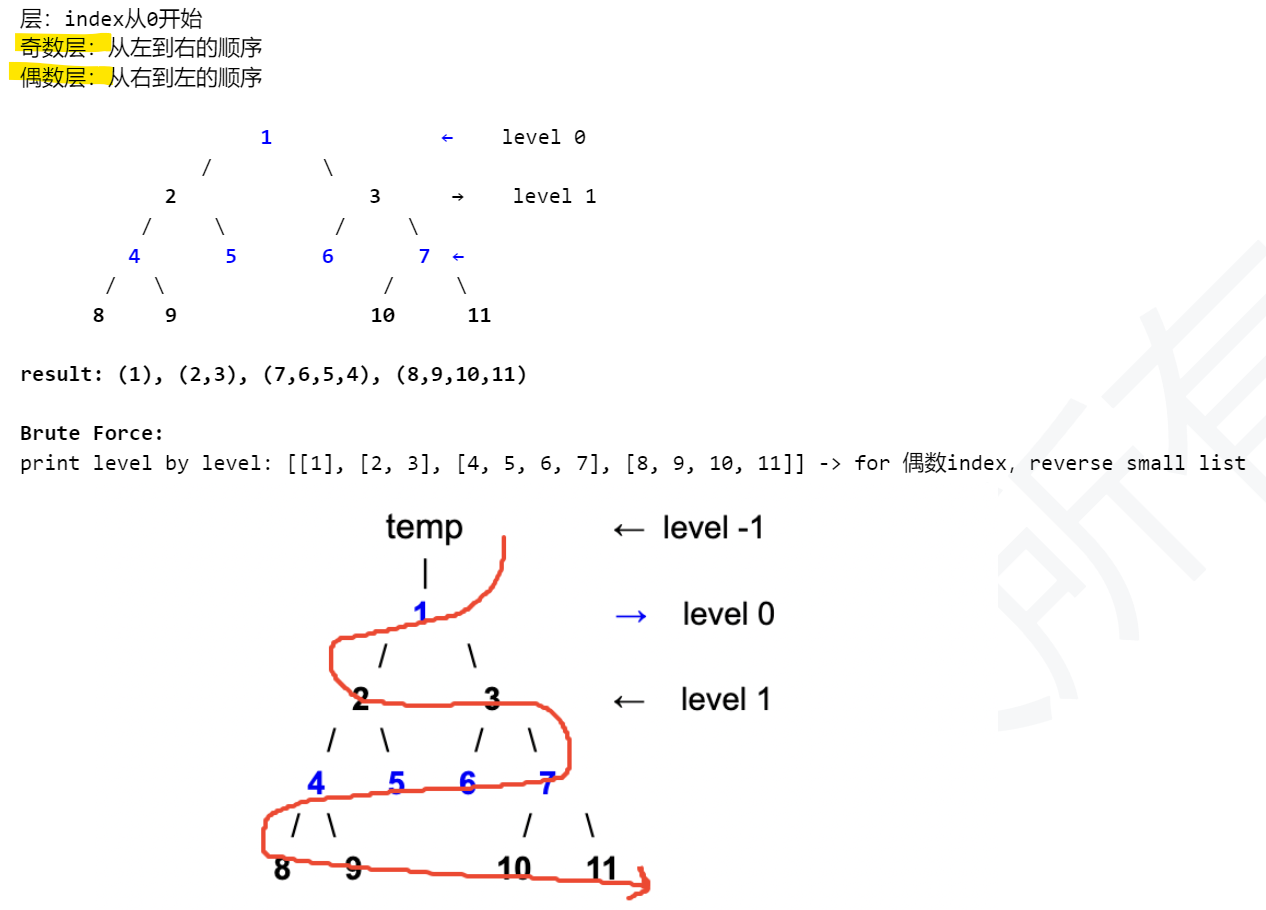 层：index从0开始
奇数层：从左到右的顺序
偶数层：从右到左的顺序
1 ← level 0
/ \
2 3 → level 1
/ \ / \
4 5 6 7 ←
/ \ / \
8 9 10 11
result: (1), (2,3), (7,6,5,4), (8,9,10,11)
Brute Force:
print level by level: [[1], [2, 3], [4, 5, 6, 7], [8, 9, 10, 11]] -> for 偶数index，reverse small list
temp ← level -1
|
1 → level 0
/ \
2 3 ← level 1
/ \ / \
4 5 6 7
/ \ / \
8 9 10 11
所有